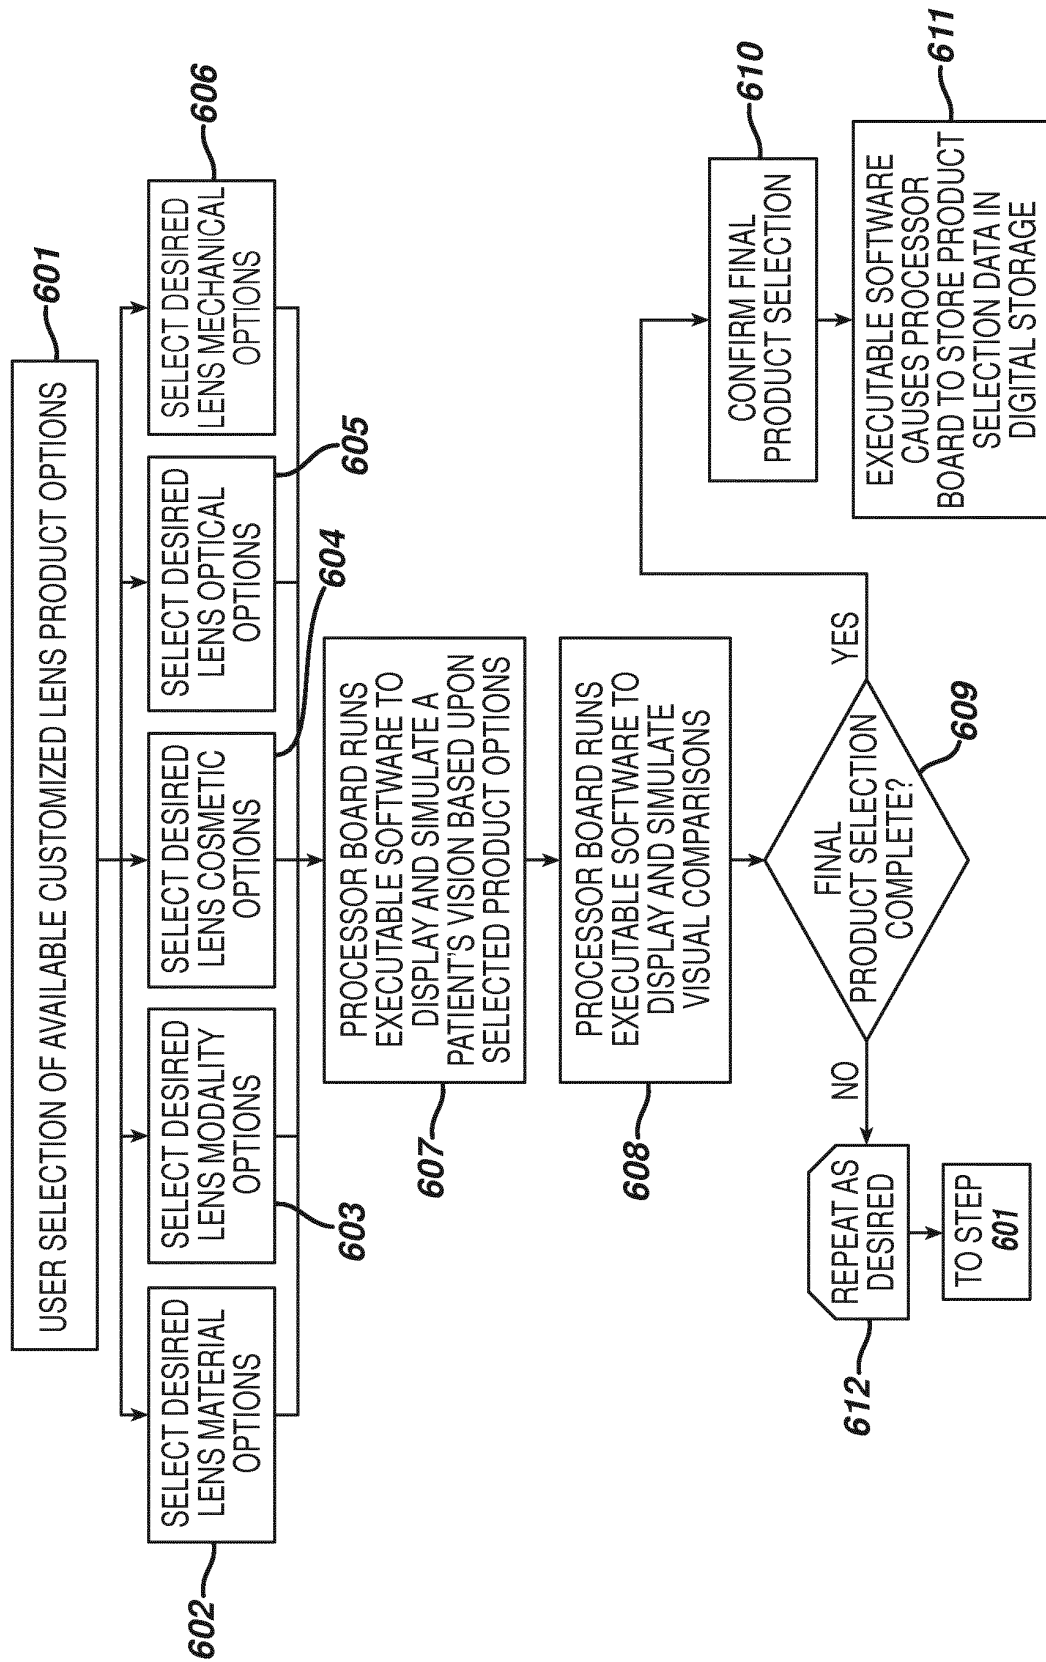 601
USER SELECTION OF AVAILABLE CUSTOMIZED LENS PRODUCT OPTIONS
602
SELECT DESIRED
LENS MATERIAL
OPTIONS
603
SELECT DESIRED
LENS MODALITY
OPTIONS
604
SELECT DESIRED
LENS COSMETIC
OPTIONS
605
SELECT DESIRED
LENS OPTICAL
OPTIONS
606
SELECT DESIRED
LENS MECHANICAL
OPTIONS
607
PROCESSOR BOARD RUNS
EXECUTABLE SOFTWARE TO
DISPLAY AND SIMULATE A
PATIENT'S VISION BASED UPON
SELECTED PRODUCT OPTIONS
608
PROCESSOR BOARD RUNS
EXECUTABLE SOFTWARE TO
DISPLAY AND SIMULATE
VISUAL COMPARISONS
609
FINAL
PRODUCT SELECTION
COMPLETE?
NO
YES
612
REPEAT AS
DESIRED
TO STEP
601
610
CONFIRM FINAL
PRODUCT SELECTION
611
EXECUTABLE SOFTWARE
CAUSES PROCESSOR
BOARD TO STORE PRODUCT
SELECTION DATA IN
DIGITAL STORAGE